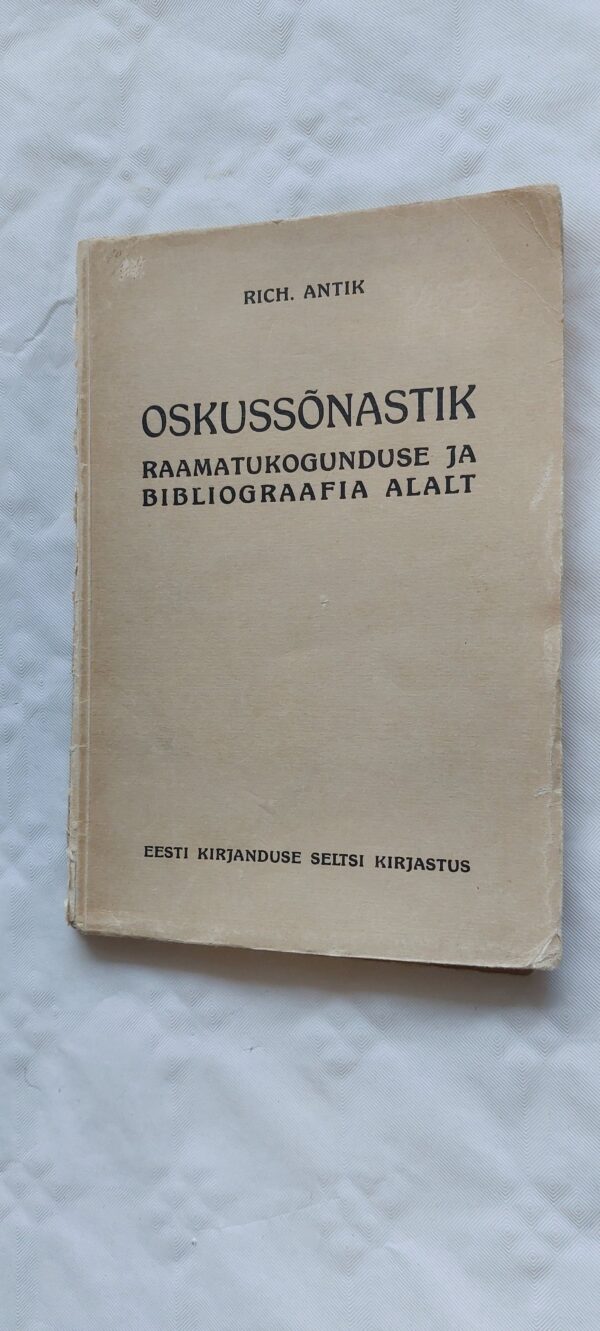 RICH. ANTIK
OSKUSSÕNASTIK
RAAMATUKOGUNDUSE JA
BIBLIOGRAAFIA ALALT
EESTI KIRJANDUSE SELTSI KIRJASTUS